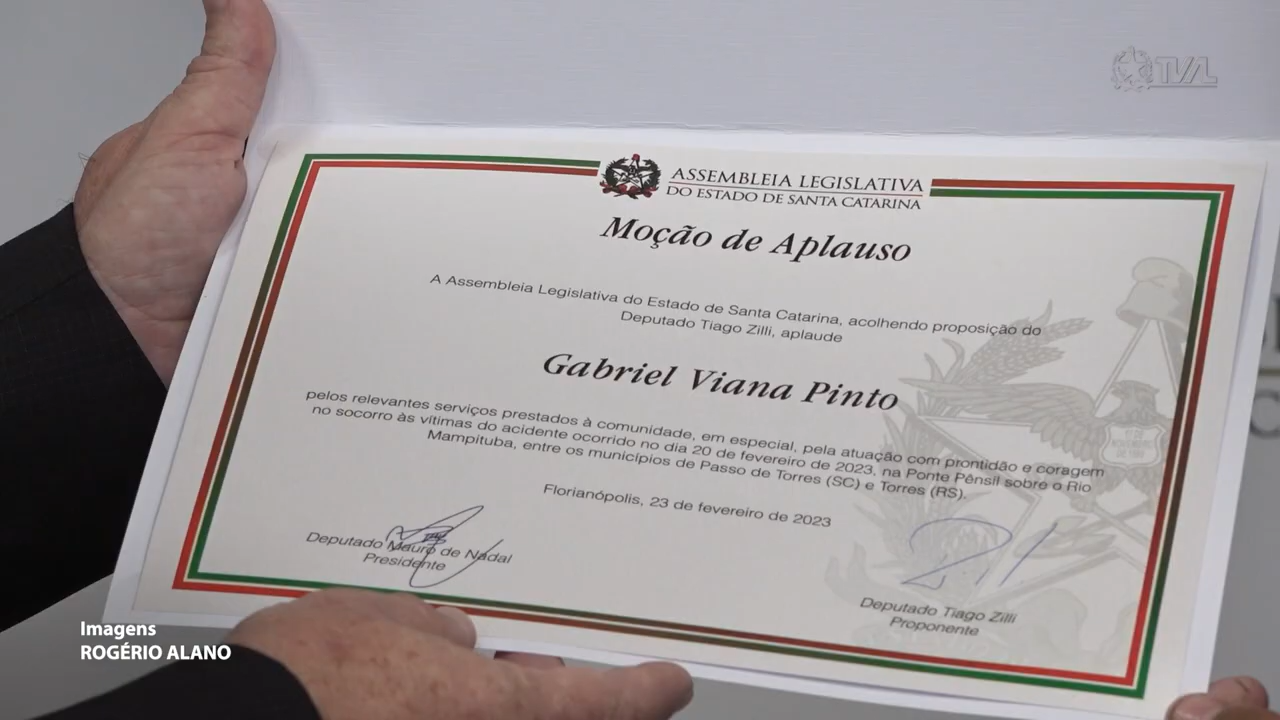 TVAL
ASSEMBLEIA LEGISLATIVA
DO ESTADO DE SANTA CATARINA
Moção de Aplauso
A Assembleia Legislativa do Estado de Santa Catarina, acolhendo proposição do
Deputado Tiago Zilli, aplaude
Gabriel Viana Pinto
pelos relevantes serviços prestados à comunidade, em especial, pela atuação com prontidão e coragem
no socorro às vítimas do acidente ocorrido no dia 20 de fevereiro de 2023, na Ponte Pênsil sobre o Rio
Mampituba, entre os municípios de Passo de Torres (SC) e Torres (RS).
Florianópolis, 23 de fevereiro de 2023
Deputado Mauro de Nadal
Presidente
Deputado Tiago Zilli
Proponente
Imagens
ROGÉRIO ALANO